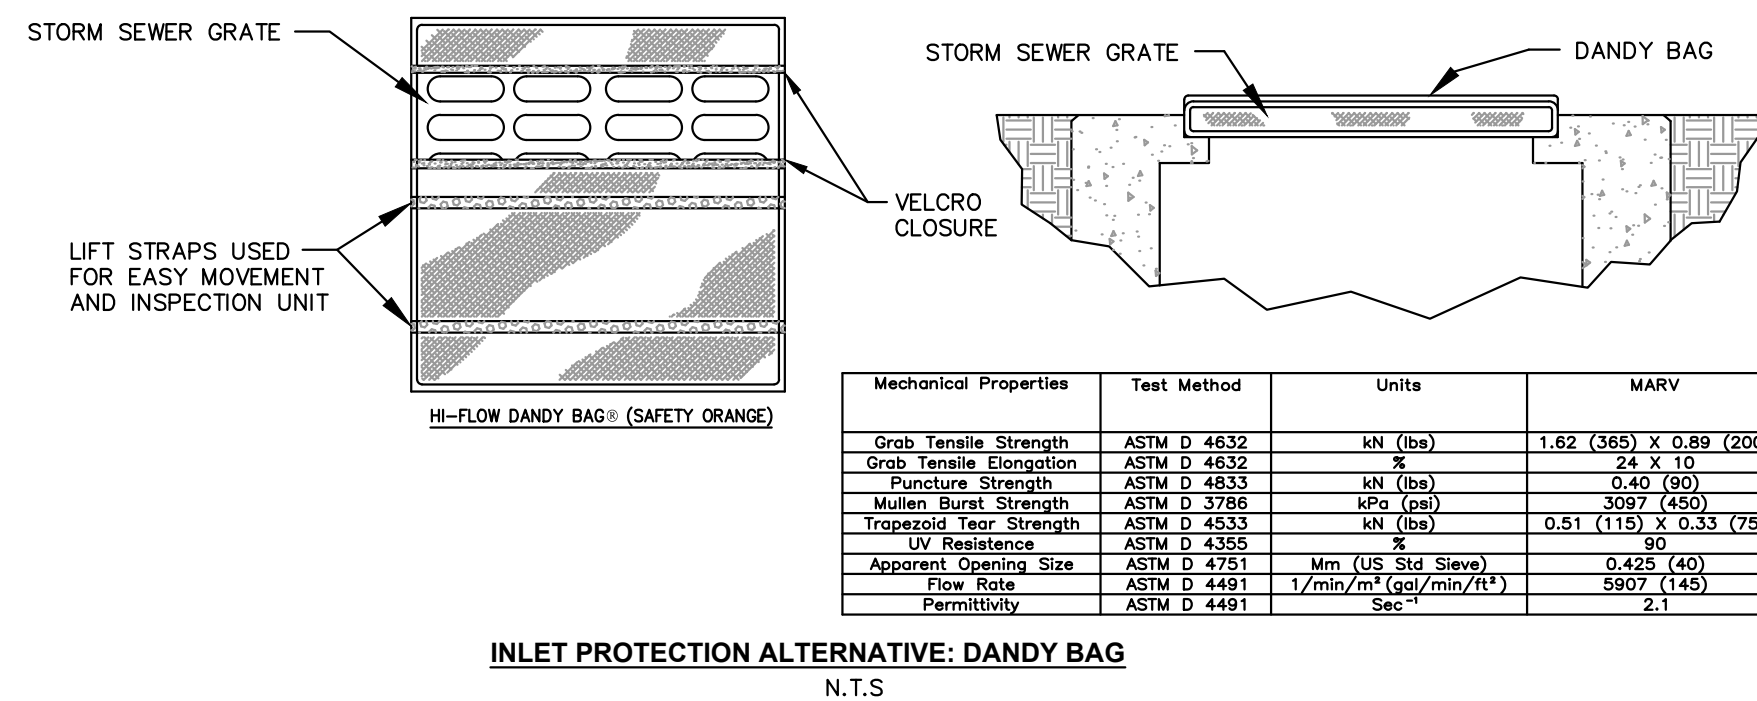 STORM SEWER GRATE
VELCRO
CLOSURE
LIFT STRAPS USED
FOR EASY MOVEMENT
AND INSPECTION UNIT
HI-FLOW DANDY BAG® (SAFETY ORANGE)
STORM SEWER GRATE
DANDY BAG
Mechanical Properties Test Method Units MARV
Grab Tensile Strength ASTM D 4632 kN (lbs) 1.62 (365) X 0.89 (200
Grab Tensile Elongation ASTM D 4632 % 24 X 10
Puncture Strength ASTM D 4833 kN (lbs) 0.40 (90)
Mullen Burst Strength ASTM D 3786 kPa (psi) 3097 (450)
Trapezoid Tear Strength ASTM D 4533 kN (lbs) 0.51 (115) X 0.33 (75
UV Resistence ASTM D 4355 % 90
Apparent Opening Size ASTM D 4751 Mm (US Std Sieve) 0.425 (40)
Flow Rate ASTM D 4491 1/min/m² (gal/min/ft²) 5907 (145)
Permittivity ASTM D 4491 Sec⁻¹ 2.1
INLET PROTECTION ALTERNATIVE: DANDY BAG
N.T.S